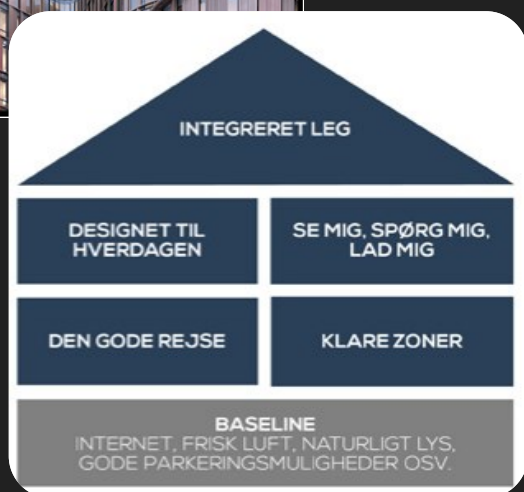 INTEGRERET LEG
DESIGNET TIL
HVERDAGEN
SE MIG, SPØRG MIG,
LAD MIG
DEN GODE REJSE
KLARE ZONER
BASELINE
INTERNET, FRISK LUFT, NATURLIGT LYS,
GODE PARKERINGSMULIGHEDER OSV.